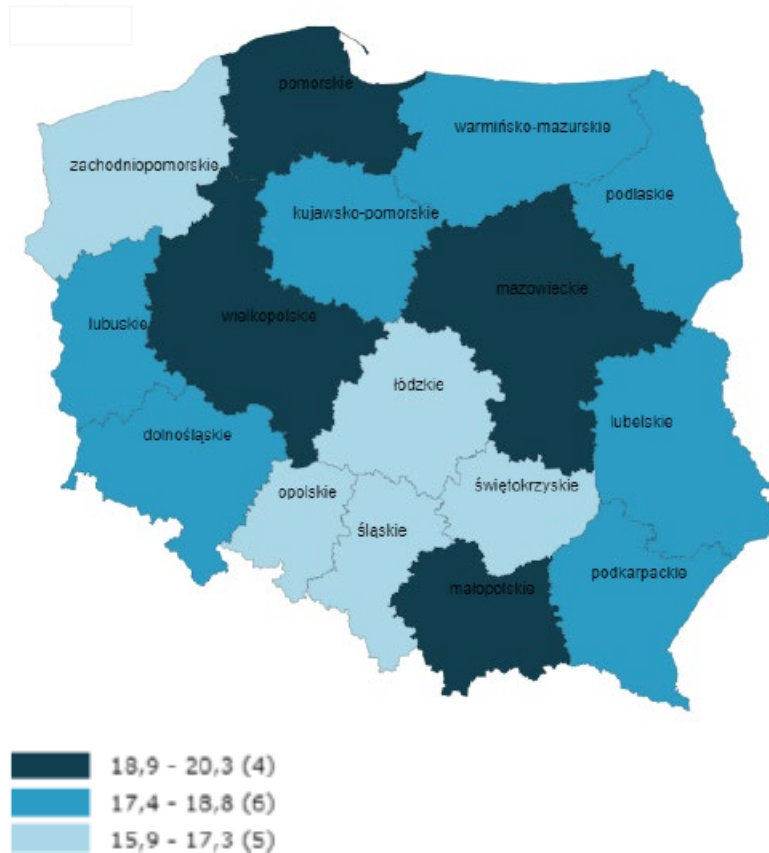 pomorskie
warmińsko-mazurskie
zachodniopomorskie
podlaskie
kujawsko-pomorskie
mazowieckie
wielkopolskie
lubuskie
łódzkie
lubelskie
dolnośląskie
świętokrzyskie
opolskie
śląskie
podkarpackie
małopolskie
18,9 - 20,3 (4)
17,4 - 18,8 (6)
15,9 - 17,3 (5)